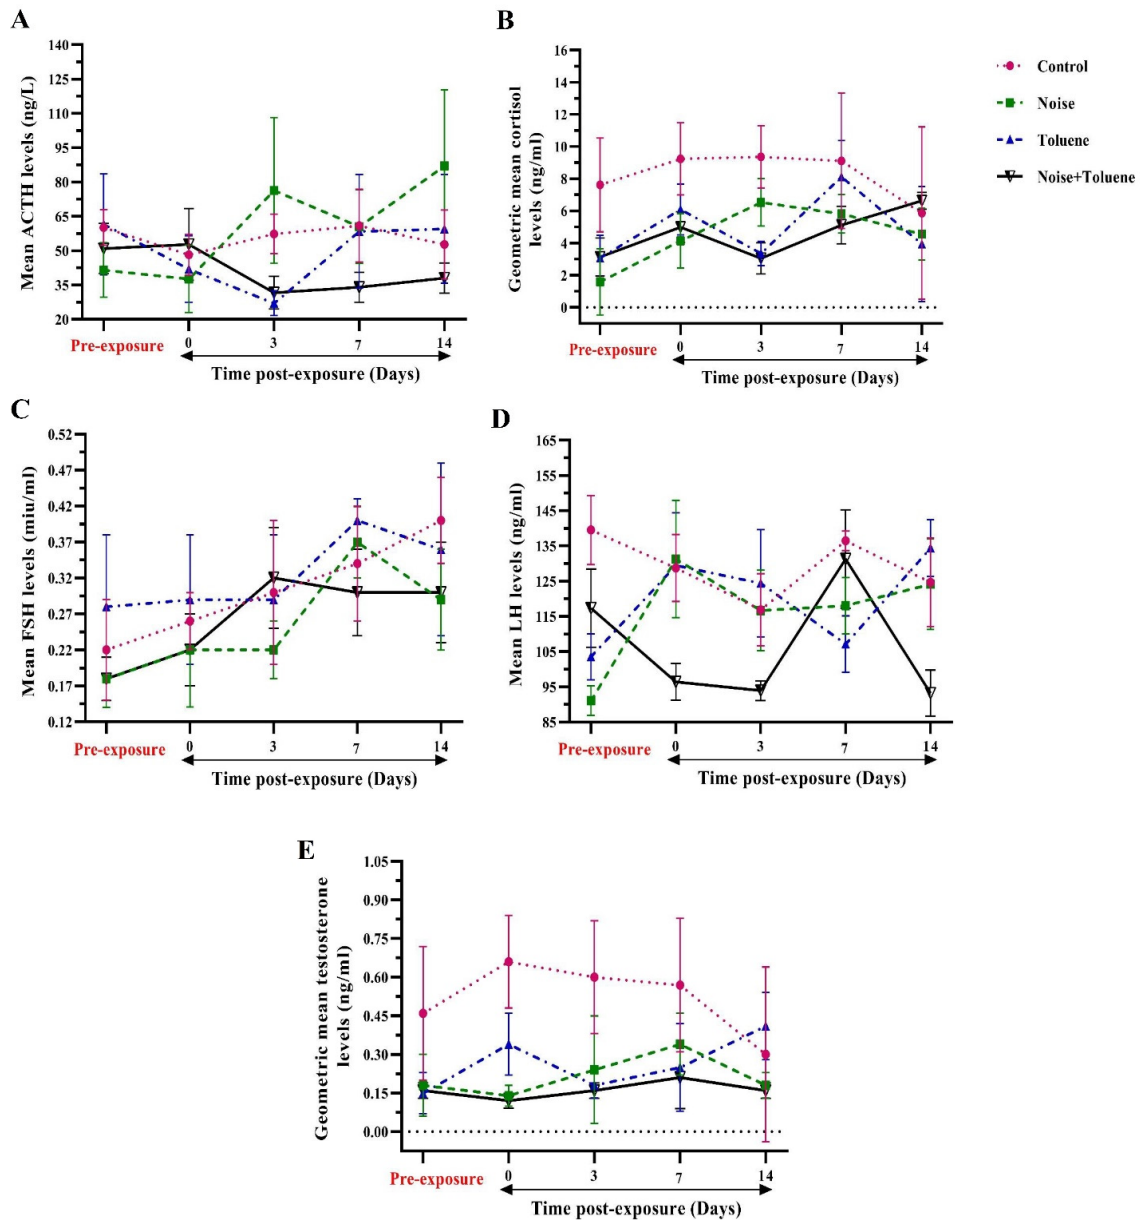 A
Mean ACTH levels (ng/L)
140
125
110
95
80
65
50
35
20
Pre-exposure
0
3
7
14
Time post-exposure (Days)
B
Geometric mean cortisol
levels (ng/ml)
16
14
12
10
8
6
4
2
0
Pre-exposure
0
3
7
14
Time post-exposure (Days)
Control
Noise
Toluene
Noise+Toluene
C
Mean FSH levels (miu/ml)
0.52
0.47
0.42
0.37
0.32
0.27
0.22
0.17
0.12
Pre-exposure
0
3
7
14
Time post-exposure (Days)
D
Mean LH levels (ng/ml)
165
155
145
135
125
115
105
95
85
Pre-exposure
0
3
7
14
Time post-exposure (Days)
E
Geometric mean testosterone
levels (ng/ml)
1.05
0.90
0.75
0.60
0.45
0.30
0.15
0.00
Pre-exposure
0
3
7
14
Time post-exposure (Days)